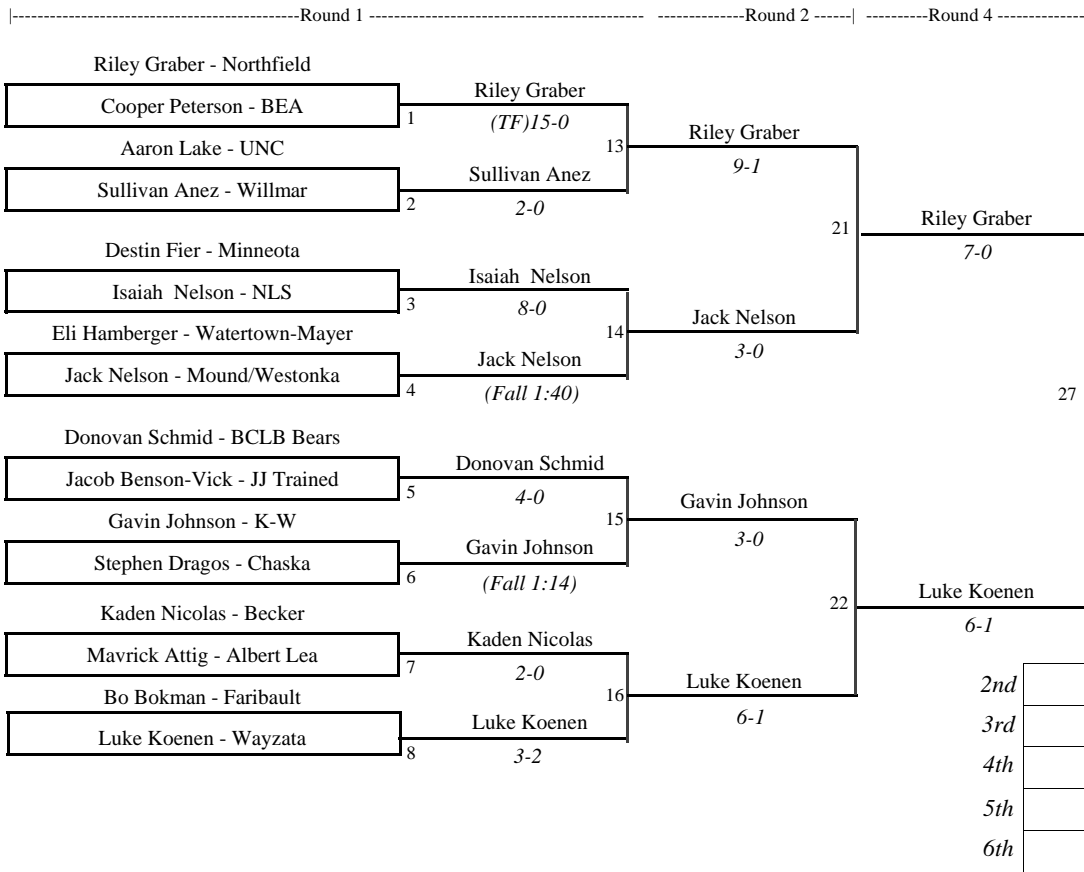 |----------------------------------------------Round 1 --------------------------------------------
--------------Round 2 ------|
----------Round 4 --------------
Riley Graber - Northfield
Cooper Peterson - BEA
1
Riley Graber
(TF)15-0
Aaron Lake - UNC
Sullivan Anez - Willmar
2
Sullivan Anez
2-0
13
Riley Graber
9-1
Destin Fier - Minneota
Isaiah  Nelson - NLS
3
Isaiah  Nelson
8-0
Eli Hamberger - Watertown-Mayer
Jack Nelson - Mound/Westonka
4
Jack Nelson
(Fall 1:40)
14
Jack Nelson
3-0
21
Riley Graber
7-0
27
Donovan Schmid - BCLB Bears
Jacob Benson-Vick - JJ Trained
5
Donovan Schmid
4-0
Gavin Johnson - K-W
Stephen Dragos - Chaska
6
Gavin Johnson
(Fall 1:14)
15
Gavin Johnson
3-0
Kaden Nicolas - Becker
Mavrick Attig - Albert Lea
7
Kaden Nicolas
2-0
Bo Bokman - Faribault
Luke Koenen - Wayzata
8
Luke Koenen
3-2
16
Luke Koenen
6-1
22
Luke Koenen
6-1
2nd
3rd
4th
5th
6th